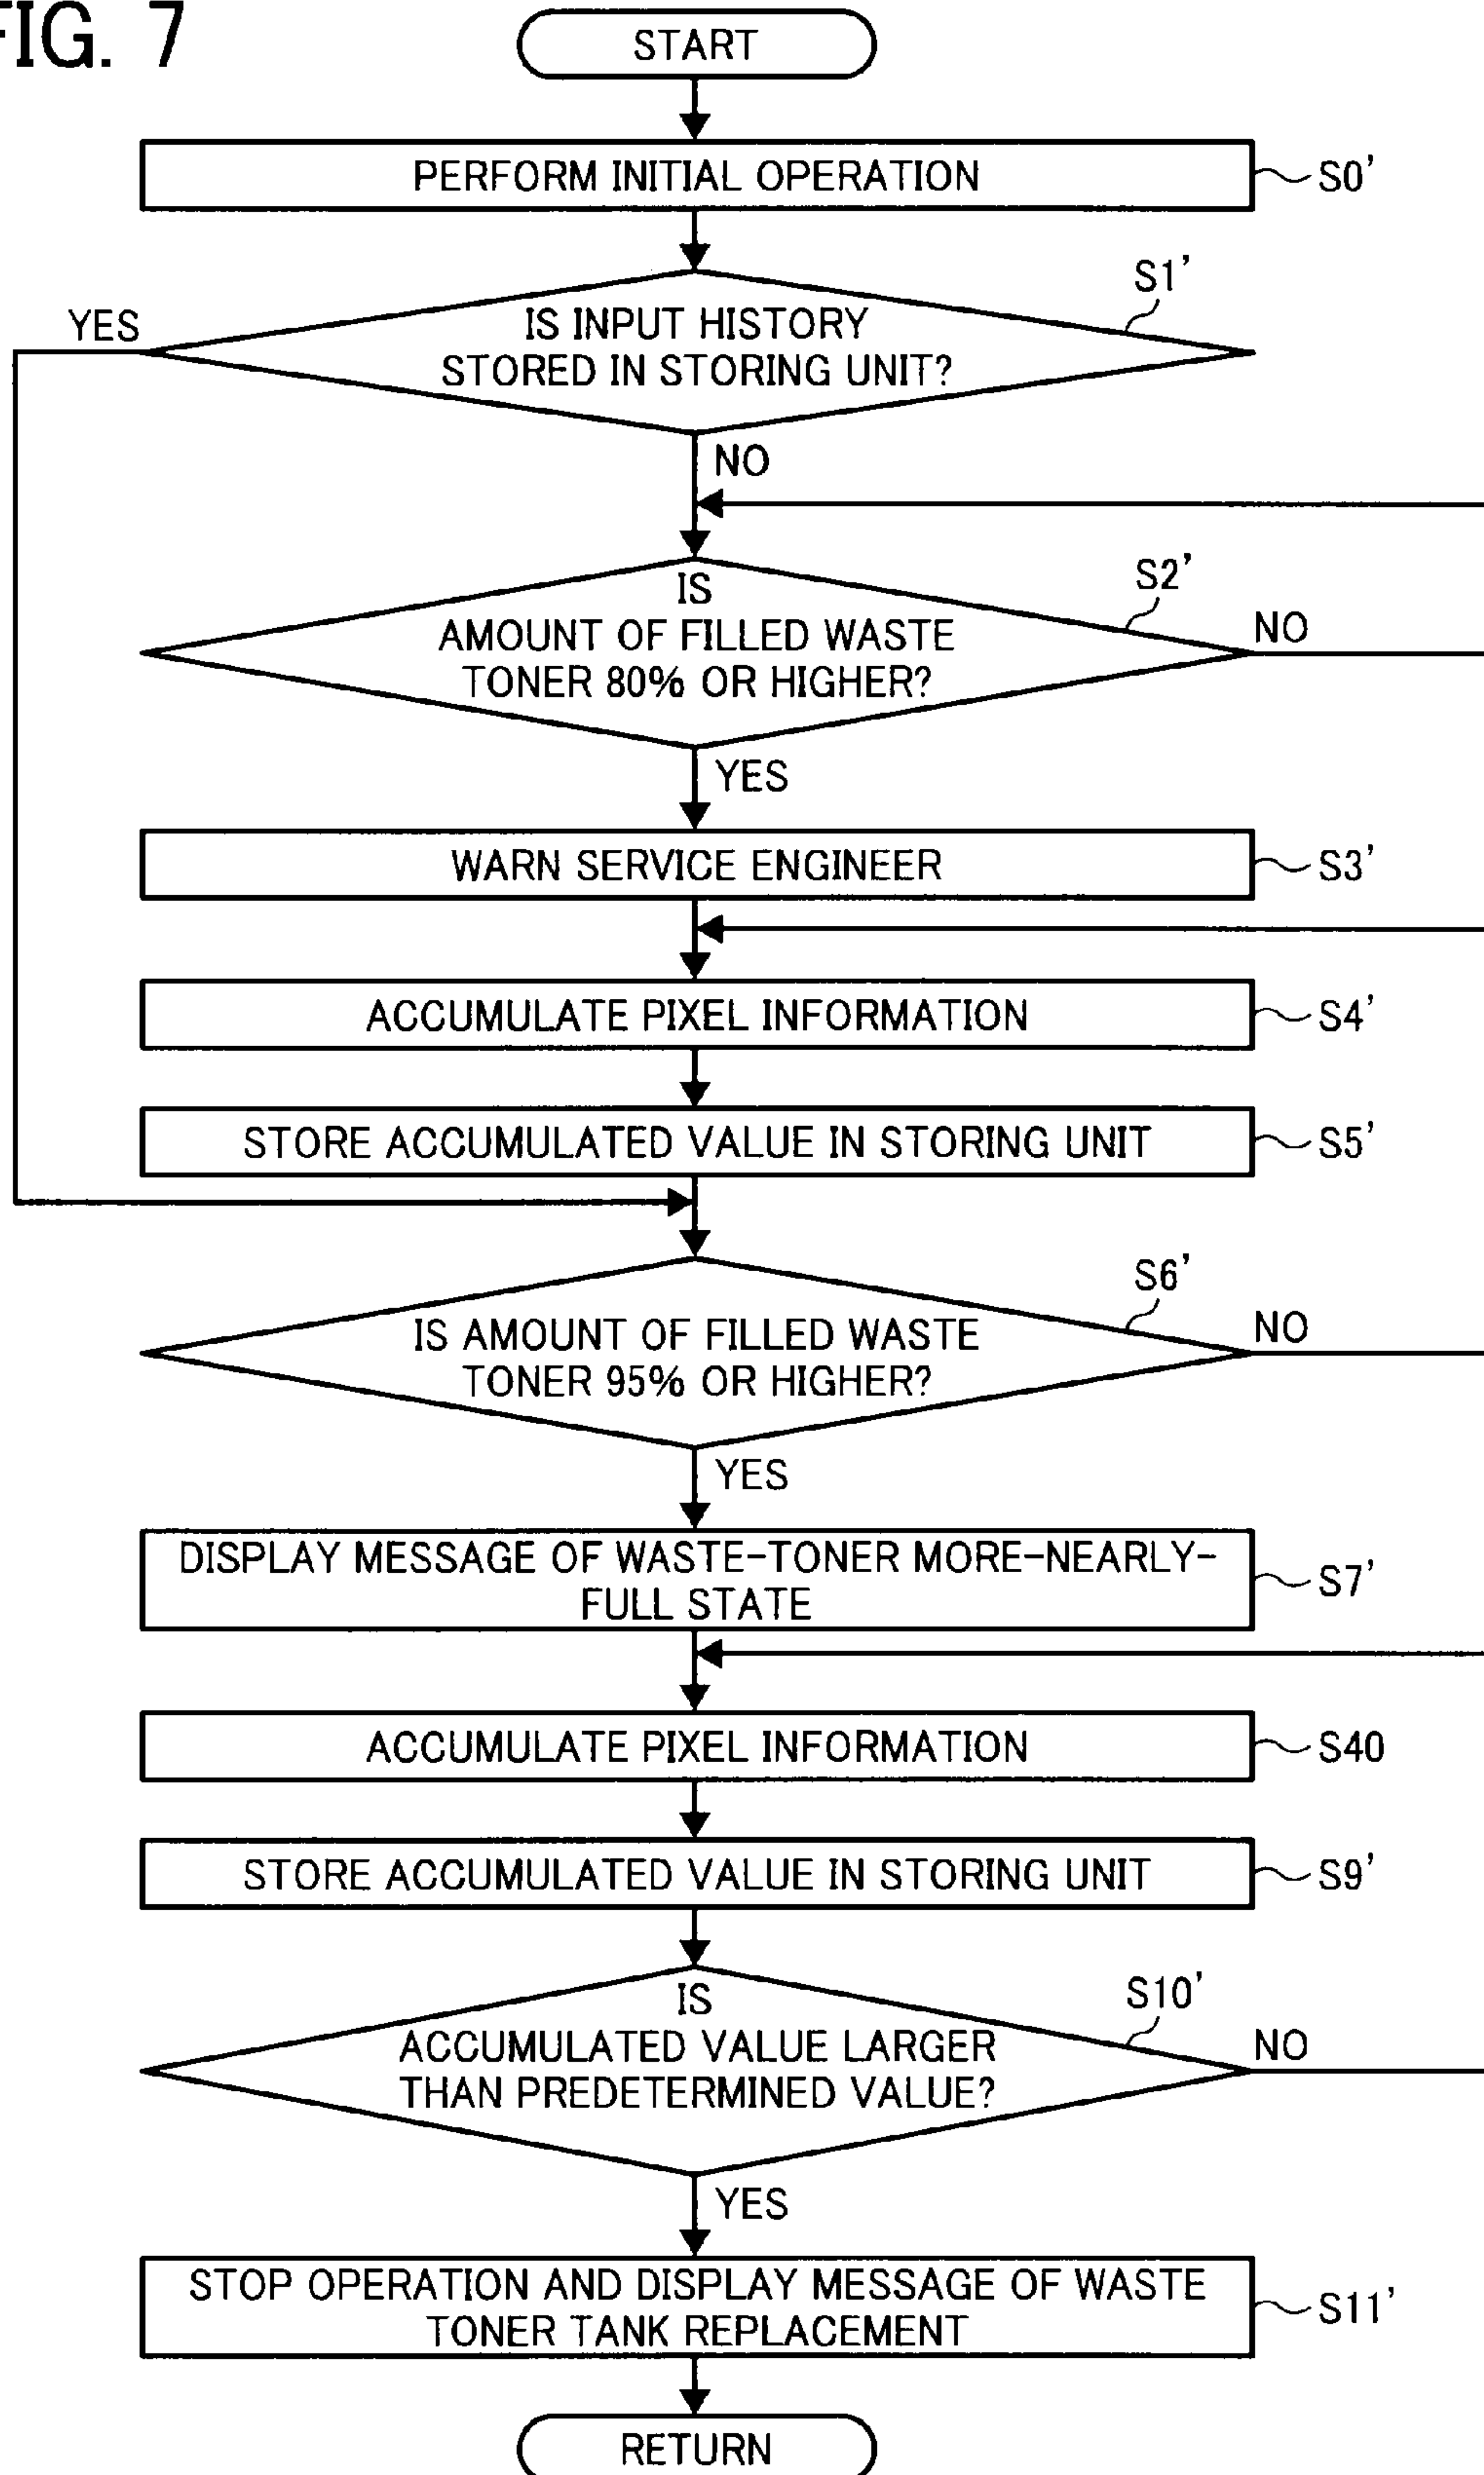 FIG. 7
START
PERFORM INITIAL OPERATION
S0'
S1'
YES
IS INPUT HISTORY
STORED IN STORING UNIT?
NO
S2'
IS
AMOUNT OF FILLED WASTE
TONER 80% OR HIGHER?
NO
YES
WARN SERVICE ENGINEER
S3'
ACCUMULATE PIXEL INFORMATION
S4'
STORE ACCUMULATED VALUE IN STORING UNIT
S5'
S6'
IS AMOUNT OF FILLED WASTE
TONER 95% OR HIGHER?
NO
YES
DISPLAY MESSAGE OF WASTE-TONER MORE-NEARLY-
FULL STATE
S7'
ACCUMULATE PIXEL INFORMATION
S40
STORE ACCUMULATED VALUE IN STORING UNIT
S9'
S10'
IS
ACCUMULATED VALUE LARGER
THAN PREDETERMINED VALUE?
NO
YES
STOP OPERATION AND DISPLAY MESSAGE OF WASTE
TONER TANK REPLACEMENT
S11'
RETURN